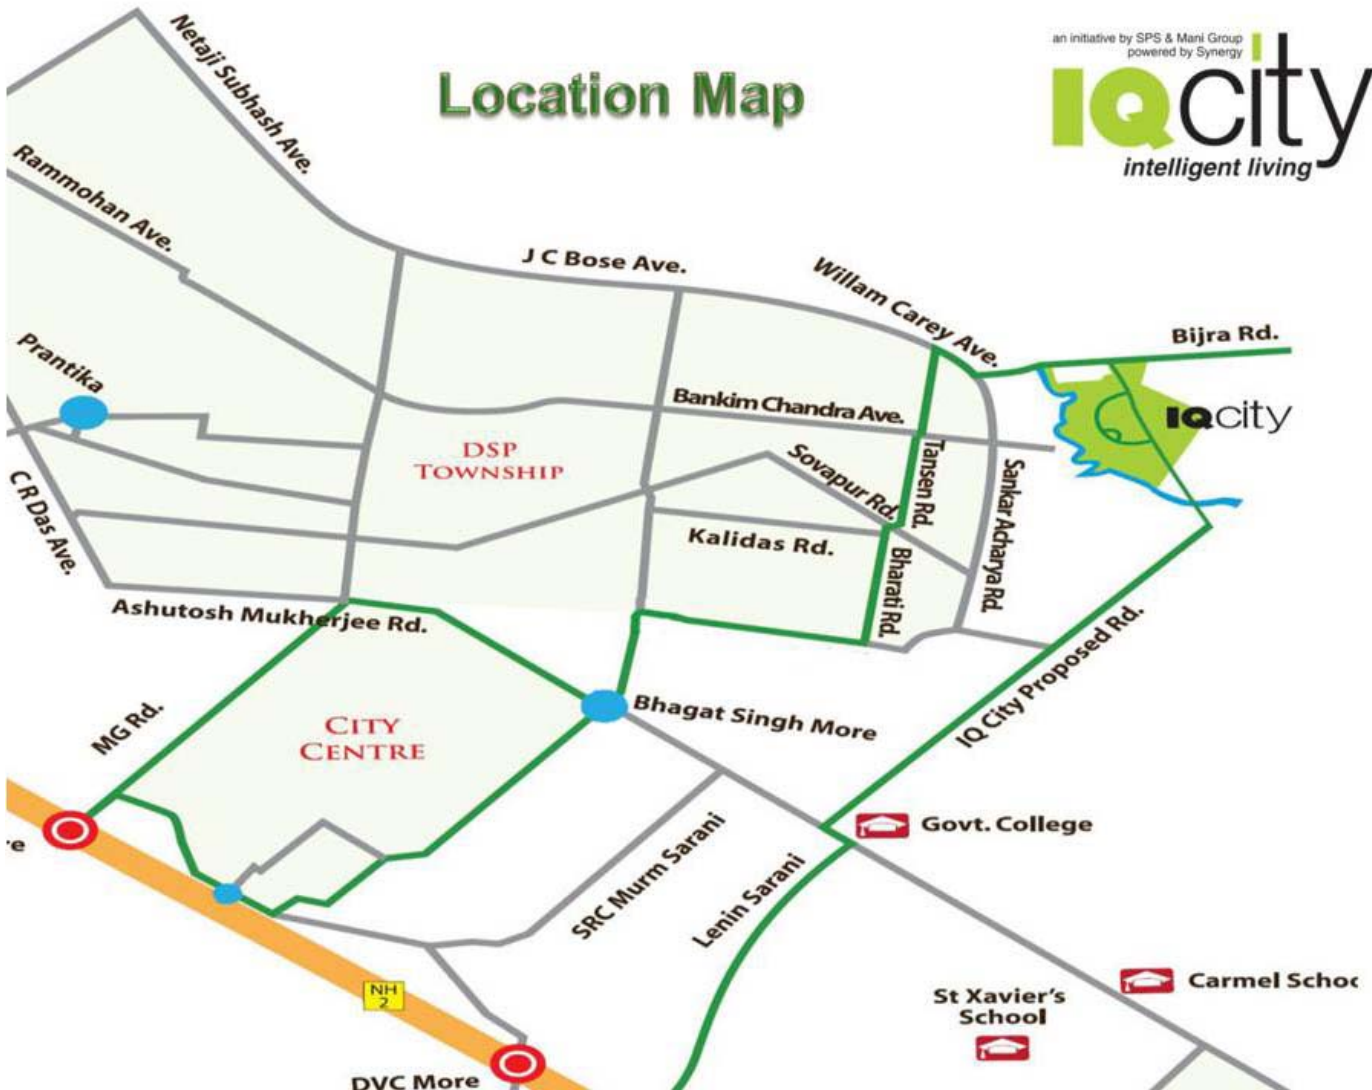 an initiative by SPS & Mani Group
powered by Synergy
IQcity
intelligent living
Location Map
Netaji Subhash Ave.
Rammohan Ave.
J C Bose Ave.
Willam Carey Ave.
Bijra Rd.
Prantika
Bankim Chandra Ave.
IQcity
DSP
TOWNSHIP
Sovapur Rd.
Tansen Rd.
Sankar Acharya Rd.
C R Das Ave.
Kalidas Rd.
Bharati Rd.
Ashutosh Mukherjee Rd.
IQ City Proposed Rd.
MG Rd.
CITY
CENTRE
Bhagat Singh More
Govt. College
re
SRC Murm Sarani
Lenin Sarani
NH
2
St Xavier's
School
Carmel Schoo
DVC More